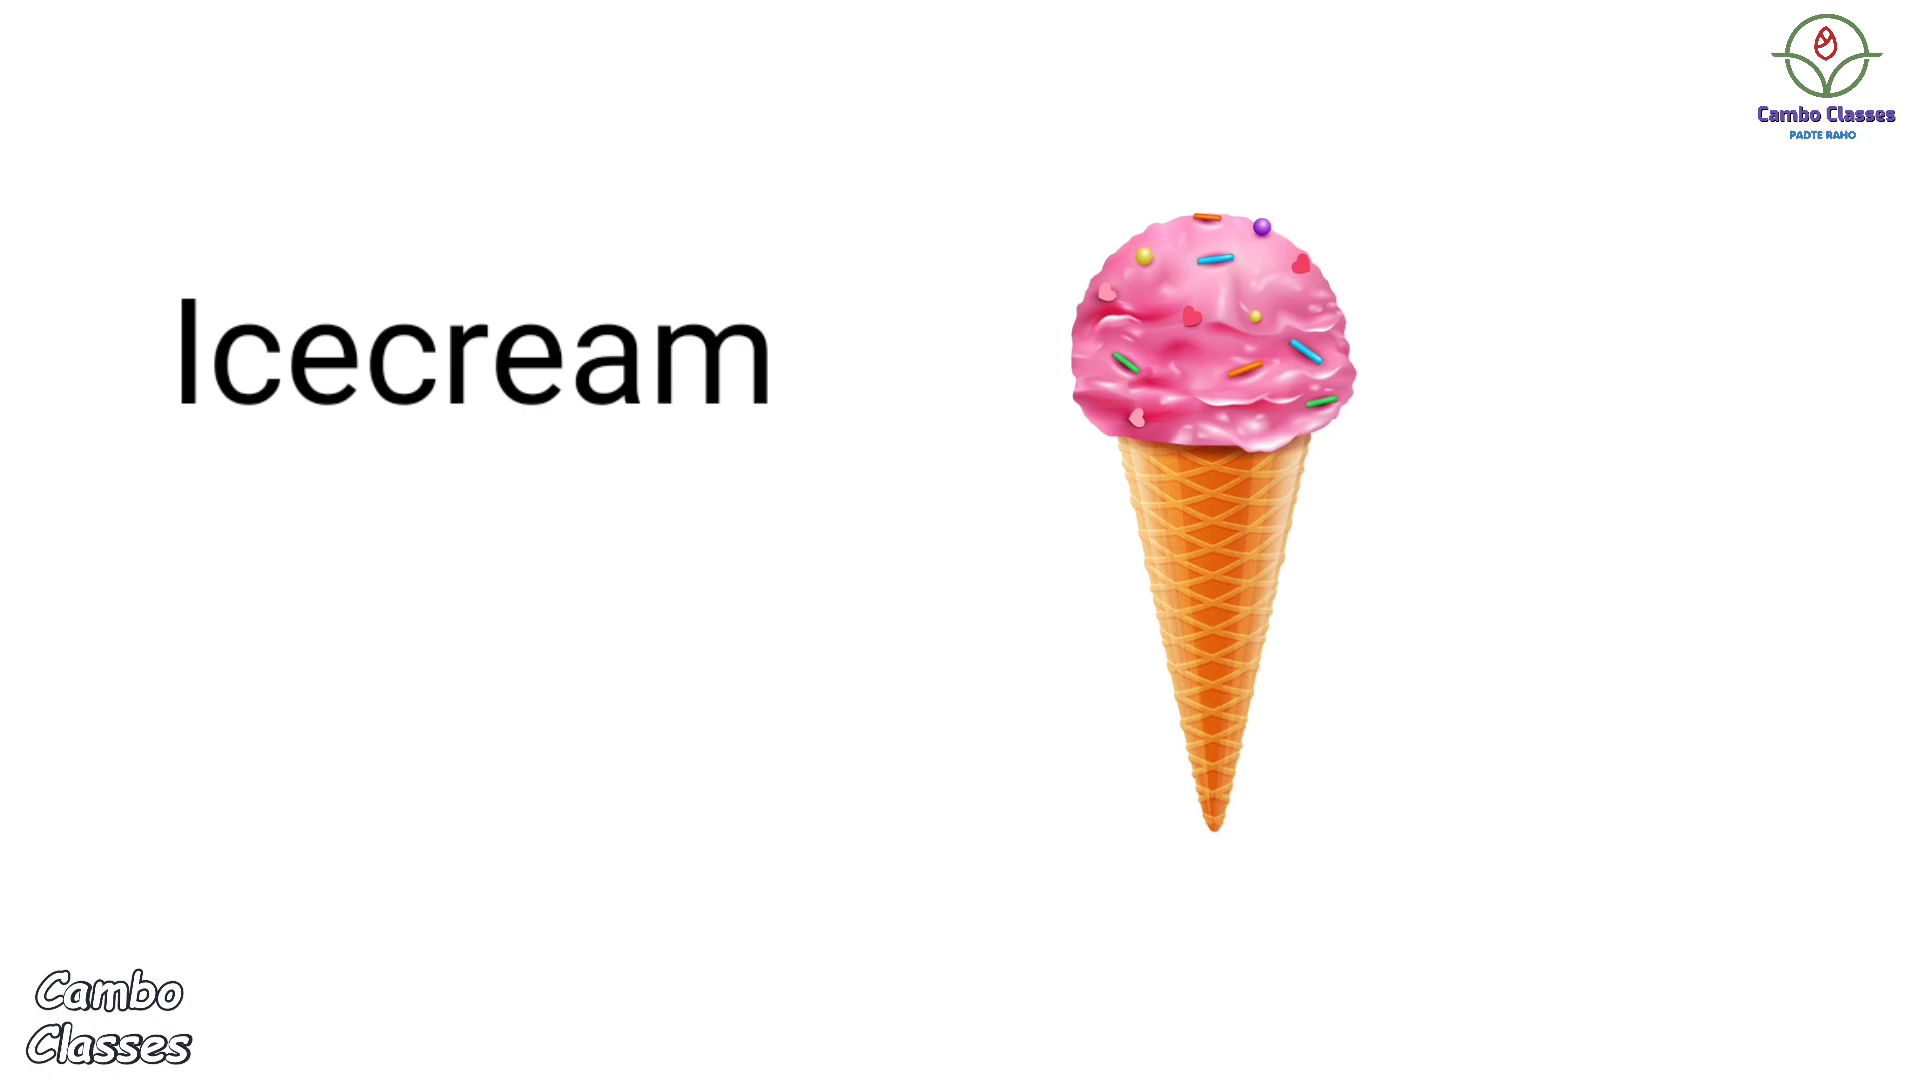 Cambo Classes
PADTE RAHO
Icecream
Cambo
Classes